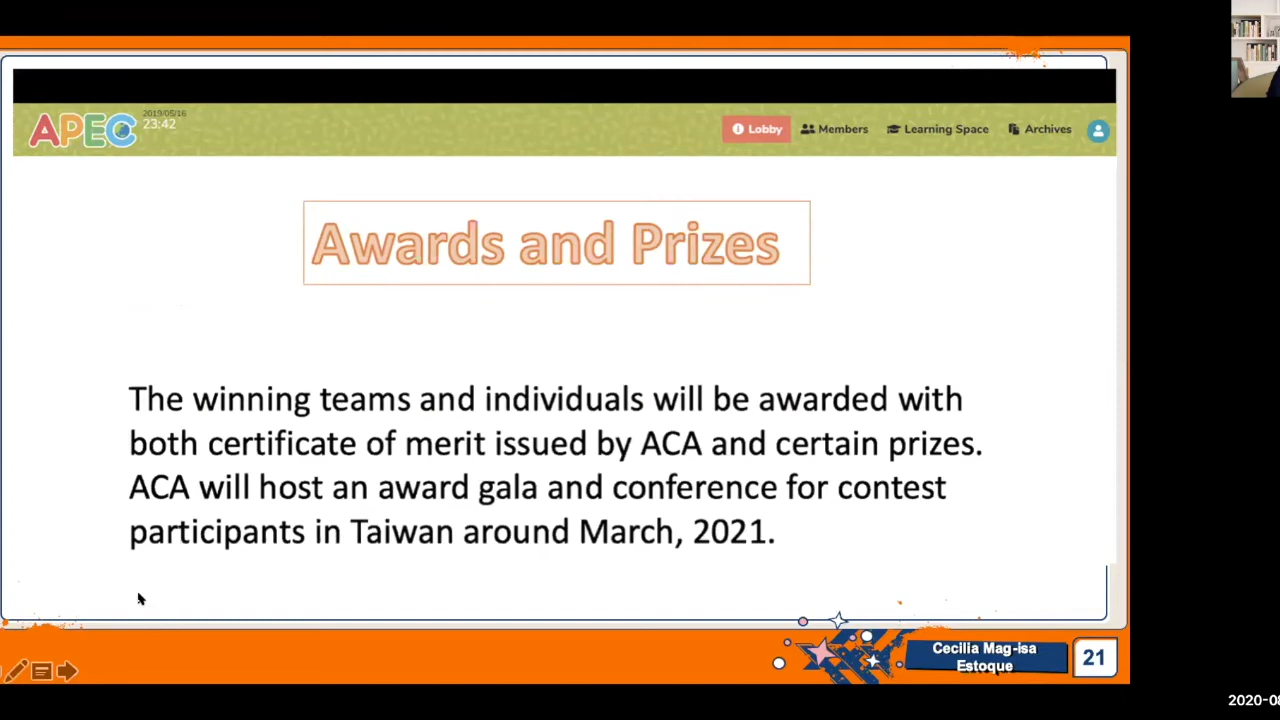 APEC
2019/05/16
23:42
Lobby
Members
Learning Space
Archives
Awards and Prizes
The winning teams and individuals will be awarded with
both certificate of merit issued by ACA and certain prizes.
ACA will host an award gala and conference for contest
participants in Taiwan around March, 2021.
Cecilia Mag-isa
Estoque
21
2020-08